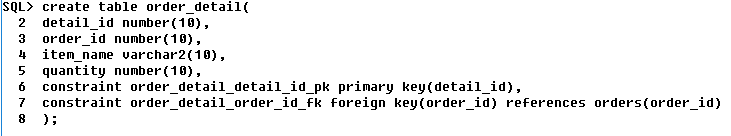 SQL> create table order_detail(
  2  detail_id number(10),
  3  order_id number(10),
  4  item_name varchar2(10),
  5  quantity number(10),
  6  constraint order_detail_detail_id_pk primary key(detail_id),
  7  constraint order_detail_order_id_fk foreign key(order_id) references orders(order_id)
  8  );